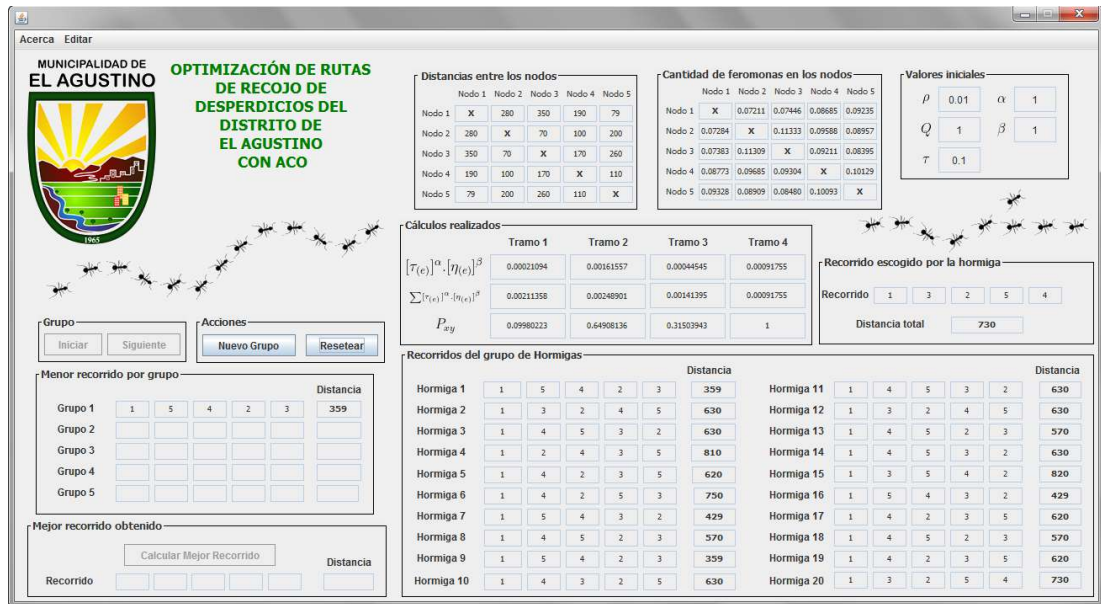 Acerca Editar
MUNICIPALIDAD DE
EL AGUSTINO
1965
OPTIMIZACIÓN DE RUTAS
DE RECOJO DE
DESPERDICIOS DEL
DISTRITO DE
EL AGUSTINO
CON ACO
Distancias entre los nodos
Nodo 1 Nodo 2 Nodo 3 Nodo 4 Nodo 5
Nodo 1 X 280 350 190 79
Nodo 2 280 X 70 100 200
Nodo 3 350 70 X 170 260
Nodo 4 190 100 170 X 110
Nodo 5 79 200 260 110 X
Cantidad de feromonas en los nodos
Nodo 1 Nodo 2 Nodo 3 Nodo 4 Nodo 5
Nodo 1 X 0.07211 0.07446 0.08685 0.09235
Nodo 2 0.07284 X 0.11333 0.09588 0.08957
Nodo 3 0.07383 0.11309 X 0.09211 0.08395
Nodo 4 0.08773 0.09685 0.09304 X 0.10129
Nodo 5 0.09328 0.08909 0.08480 0.10093 X
Valores iniciales
ρ 0.01 α 1
Q 1 β 1
τ 0.1
Cálculos realizados
Tramo 1 Tramo 2 Tramo 3 Tramo 4
[τ(e)]^α.[η(e)]^β 0.00021094 0.00161557 0.00044545 0.00091755
∑[τ(e)]^α.[η(e)]^β 0.00211358 0.00248901 0.00141395 0.00091755
Pxy 0.09980223 0.64908136 0.31503943 1
Recorrido escogido por la hormiga
Recorrido 1 3 2 5 4
Distancia total 730
Grupo
Iniciar Siguiente
Acciones
Nuevo Grupo Resetear
Menor recorrido por grupo
Distancia
Grupo 1 1 5 4 2 3 359
Grupo 2
Grupo 3
Grupo 4
Grupo 5
Mejor recorrido obtenido
Calcular Mejor Recorrido
Distancia
Recorrido
Recorridos del grupo de Hormigas
Distancia Distancia
Hormiga 1 1 5 4 2 3 359 Hormiga 11 1 4 5 3 2 630
Hormiga 2 1 3 2 4 5 630 Hormiga 12 1 3 2 4 5 630
Hormiga 3 1 4 5 3 2 630 Hormiga 13 1 4 5 2 3 570
Hormiga 4 1 2 4 3 5 810 Hormiga 14 1 4 5 3 2 630
Hormiga 5 1 4 2 3 5 620 Hormiga 15 1 3 5 4 2 820
Hormiga 6 1 4 2 5 3 750 Hormiga 16 1 5 4 3 2 429
Hormiga 7 1 5 4 3 2 429 Hormiga 17 1 4 2 3 5 620
Hormiga 8 1 4 5 2 3 570 Hormiga 18 1 4 5 2 3 570
Hormiga 9 1 5 4 2 3 359 Hormiga 19 1 4 2 3 5 620
Hormiga 10 1 4 3 2 5 630 Hormiga 20 1 3 2 5 4 730